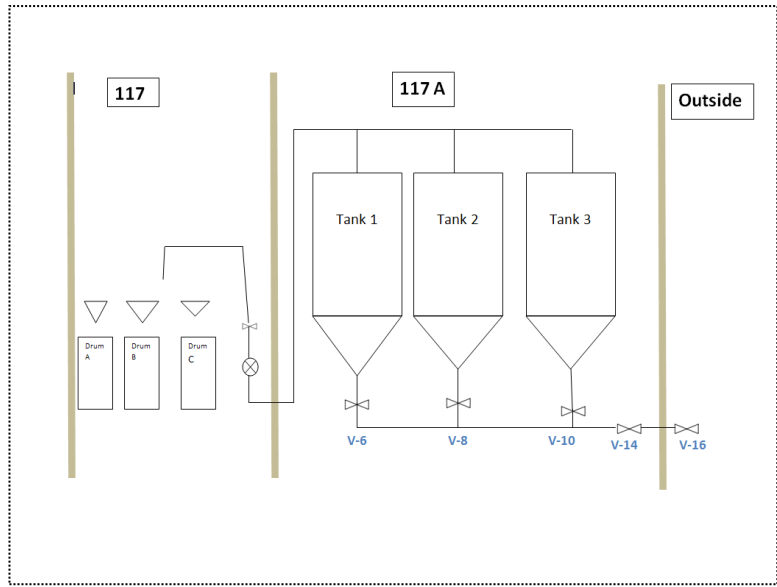 117
117 A
Outside
Tank 1
Tank 2
Tank 3
Drum
A
Drum
B
Drum
C
V-6
V-8
V-10
V-14
V-16